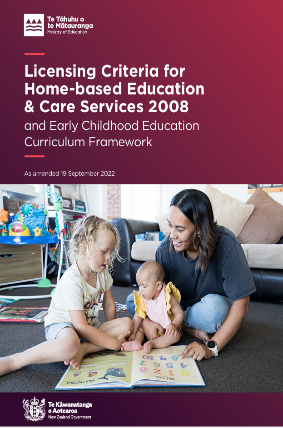 Te Tāhuhu o
te Mātauranga
Ministry of Education
Licensing Criteria for
Home-based Education
& Care Services 2008
and Early Childhood Education
Curriculum Framework
As amended 19 September 2022
Te Kāwanatanga
o Aotearoa
New Zealand Government